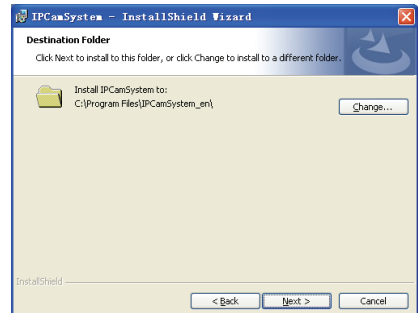 IPCamSystem - InstallShield Wizard
Destination Folder
Click Next to install to this folder, or click Change to install to a different folder.
Install IPCamSystem to:
C:\Program Files\IPCamSystem_en\
Change...
InstallShield
< Back
Next >
Cancel